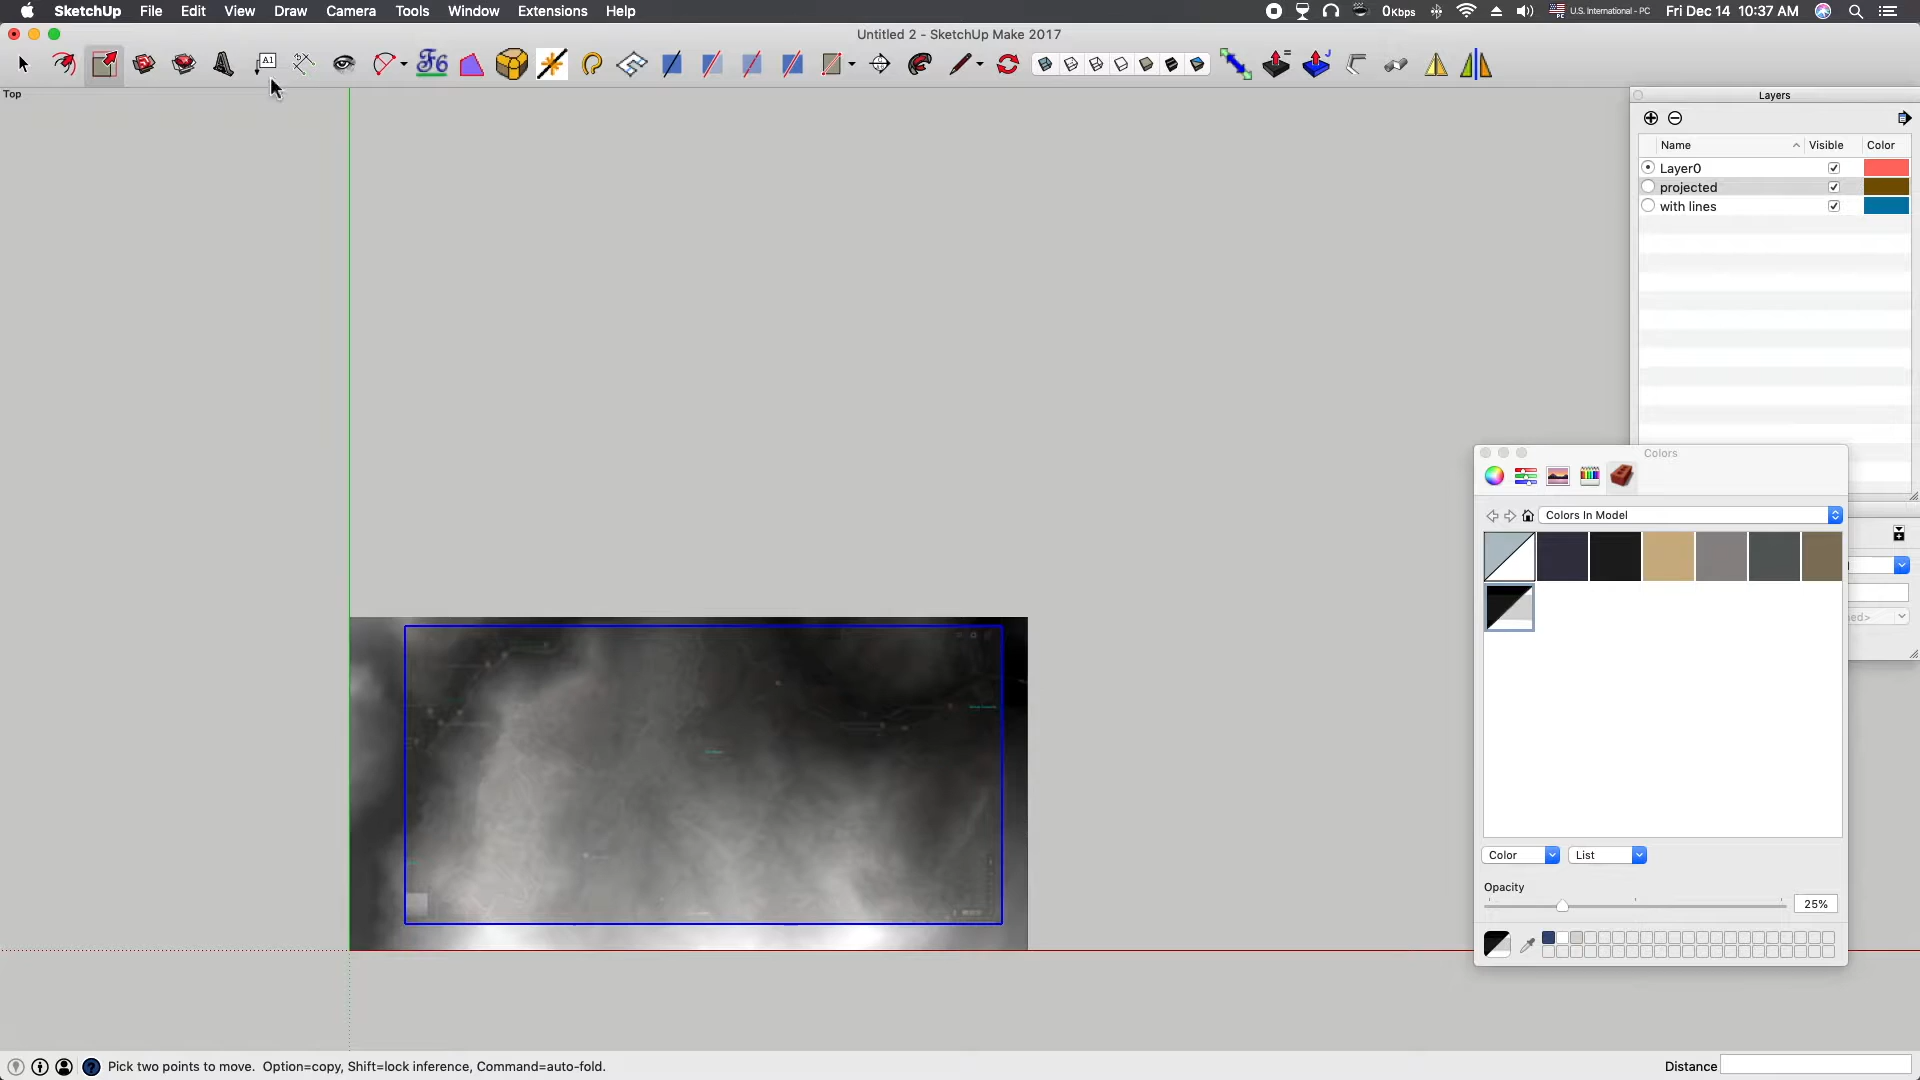 SketchUp File Edit View Draw Camera Tools Window Extensions Help
0Kbps U.S. International - PC Fri Dec 14 10:37 AM
Untitled 2 - SketchUp Make 2017
A1
F6
Top
Layers
Name Visible Color
Layer0
projected
with lines
Colors
Colors In Model
Color List
Opacity
25%
Pick two points to move. Option=copy, Shift=lock inference, Command=auto-fold.
Distance